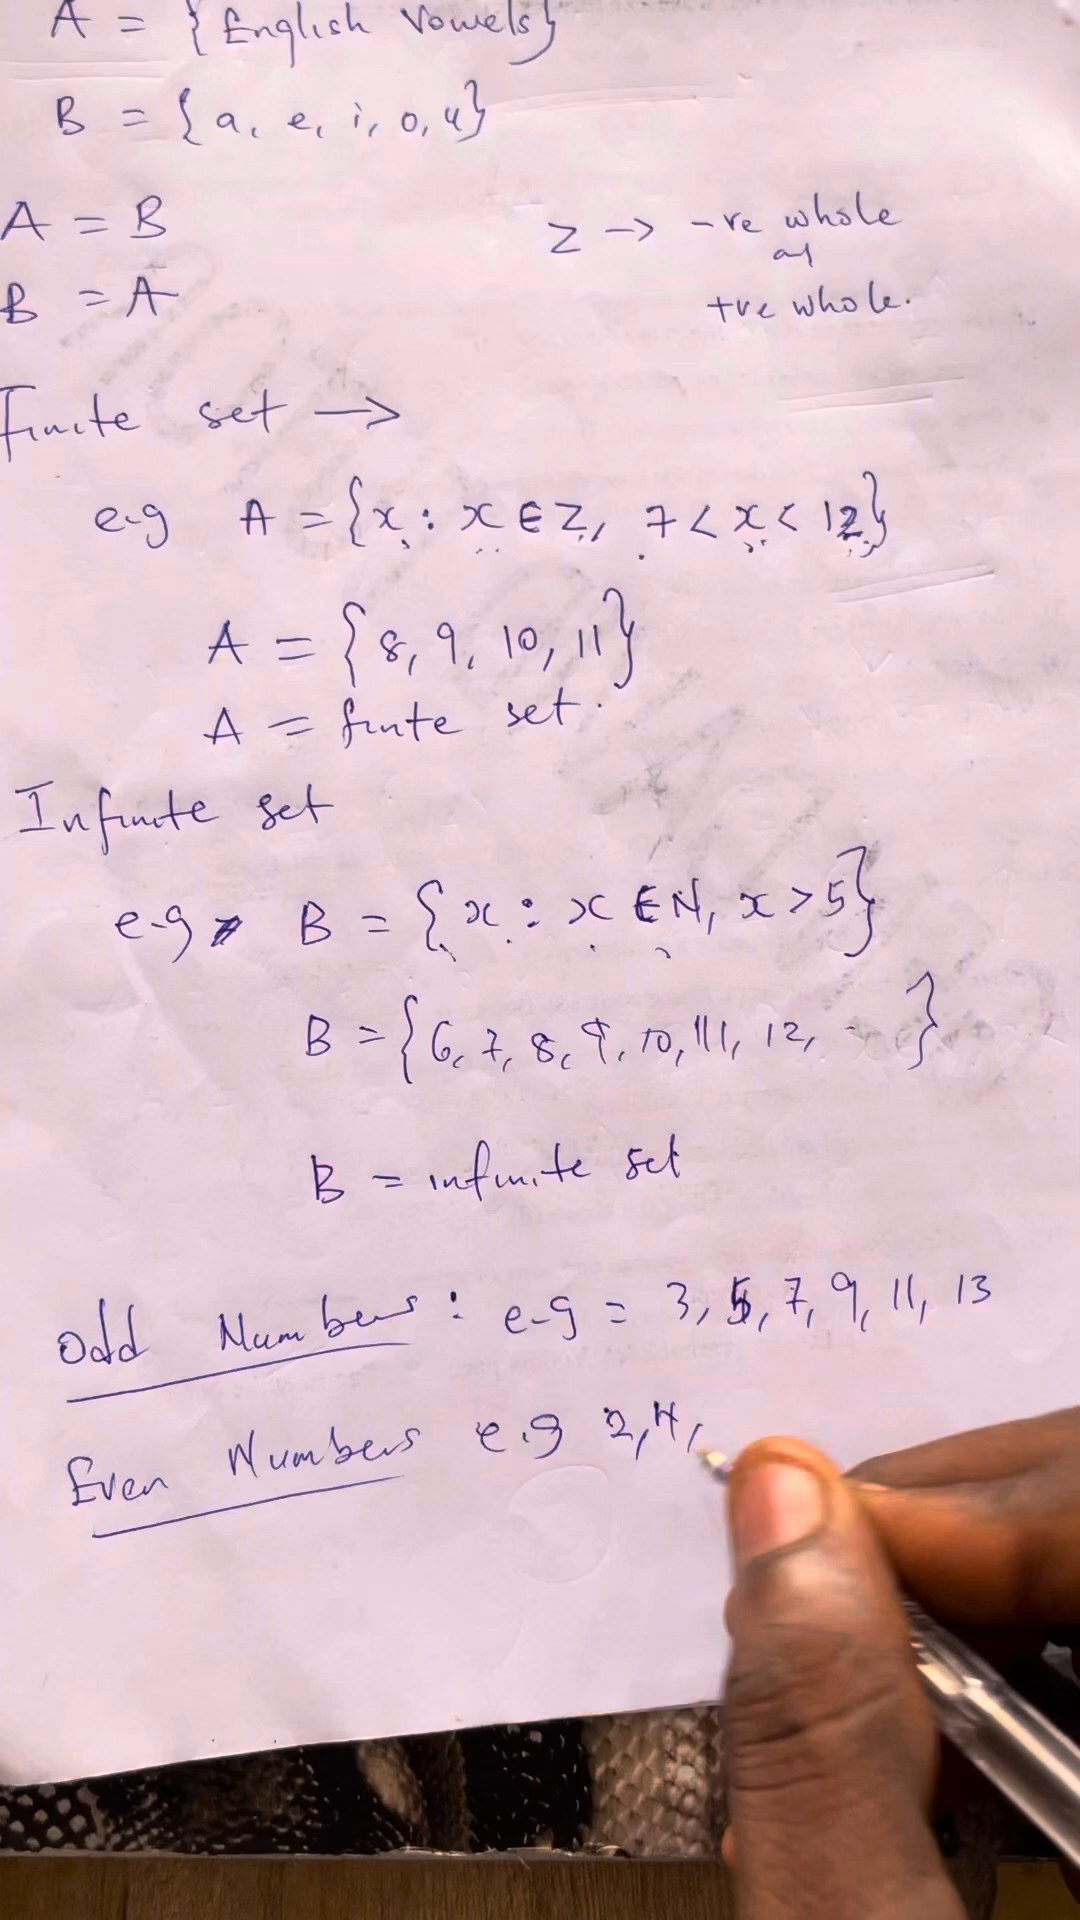 A = {English Vowels}
B = {a, e, i, o, u}
A = B
Z → -ve whole
B = A
+ve whole.
Finite set →
e.g A = {x : x ∈ Z, 7 < x < 12}
A = {8, 9, 10, 11}
A = finte set.
Infinite set
e.g B = {x : x ∈ N, x > 5}
B = {6, 7, 8, 9, 10, 11, 12, - - }
B = infinite set
Odd Numbers : e-g = 3, 5, 7, 9, 11, 13
Even Numbers e.g 2, 4,